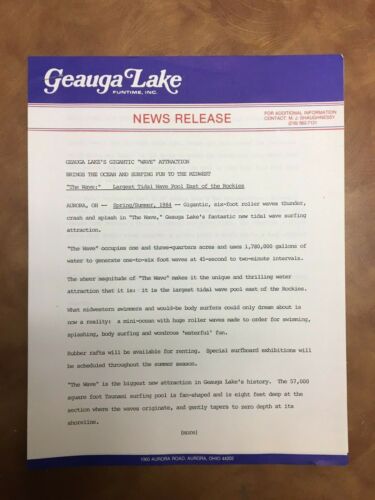 Geauga Lake
FUNTIME, INC.
NEWS RELEASE
FOR ADDITIONAL INFORMATION
CONTACT: M. J. SHAUGHNESSY
(216) 562-7131
GEAUGA LAKE'S GIGANTIC "WAVE" ATTRACTION
BRINGS THE OCEAN AND SURFING FUN TO THE MIDWEST
"The Wave:" Largest Tidal Wave Pool East of the Rockies
AURORA, OH -- Spring/Summer, 1984 -- Gigantic, six-foot roller waves thunder,
crash and splash in "The Wave," Geauga Lake's fantastic new tidal wave surfing
attraction.
"The Wave" occupies one and three-quarters acres and uses 1,780,000 gallons of
water to generate one-to-six foot waves at 45-second to two-minute intervals.
The sheer magnitude of "The Wave" makes it the unique and thrilling water
attraction that it is: it is the largest tidal wave pool east of the Rockies.
What midwestern swimmers and would-be body surfers could only dream about is
now a reality: a mini-ocean with huge roller waves made to order for swimming,
splashing, body surfing and wondrous 'waterful' fun.
Rubber rafts will be available for renting. Special surfboard exhibitions will
be scheduled throughout the summer season.
"The Wave" is the biggest new attraction in Geauga Lake's history. The 57,000
square foot Tsunami surfing pool is fan-shaped and is eight feet deep at the
section where the waves originate, and gently tapers to zero depth at its
shoreline.
(more)
1060 AURORA ROAD, AURORA, OHIO 44202